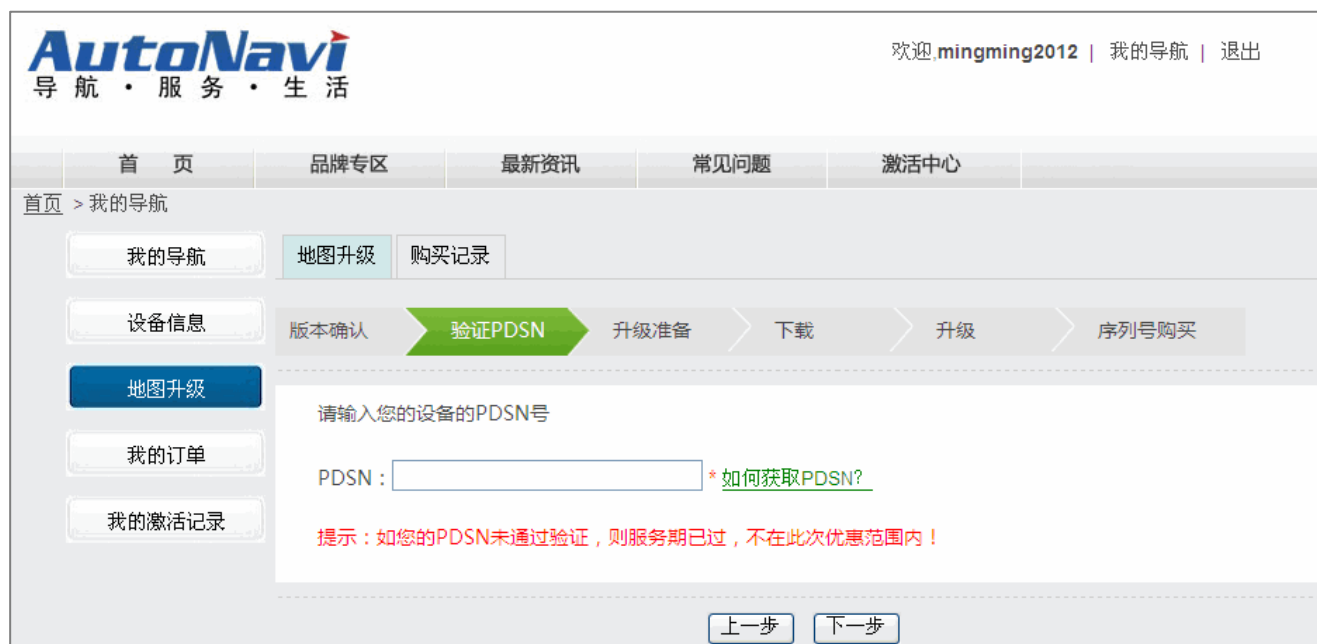 AutoNavi
导航·服务·生活
欢迎,mingming2012 | 我的导航 | 退出
首 页 品牌专区 最新资讯 常见问题 激活中心
首页 > 我的导航
我的导航
设备信息
地图升级
我的订单
我的激活记录
地图升级 购买记录
版本确认 验证PDSN 升级准备 下载 升级 序列号购买
请输入您的设备的PDSN号
PDSN: * 如何获取PDSN?
提示:如您的PDSN未通过验证,则服务期已过,不在此次优惠范围内!
上一步 下一步